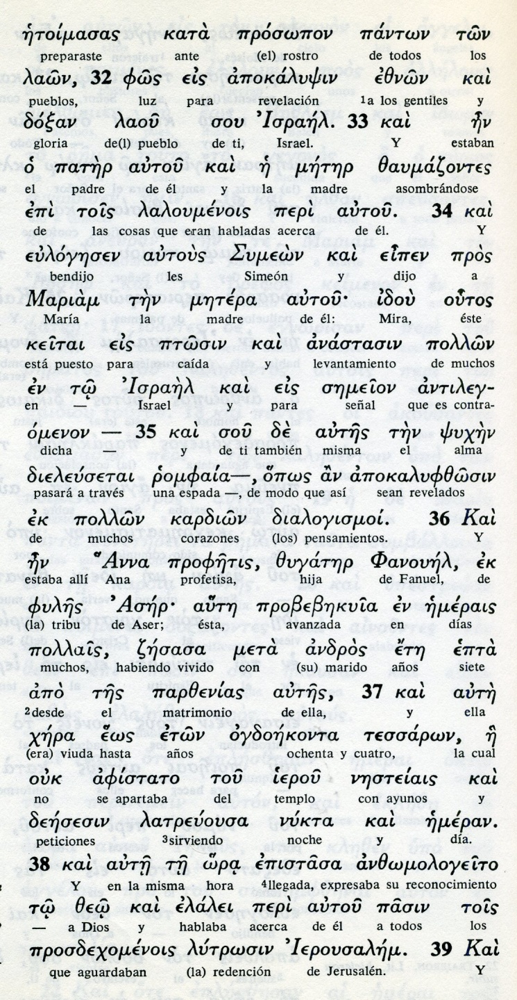 ἡτοίμασας κατὰ πρόσωπον πάντων τῶν
preparaste ante (el) rostro de todos los
λαῶν, 32 φῶς εἰς ἀποκάλυψιν ἐθνῶν καὶ
pueblos, luz para revelación 1a los gentiles y
δόξαν λαοῦ σου Ἰσραήλ. 33 καὶ ἦν
gloria de(l) pueblo de ti, Israel. Y estaban
ὁ πατὴρ αὐτοῦ καὶ ἡ μήτηρ θαυμάζοντες
el padre de él y la madre asombrándose
ἐπὶ τοῖς λαλουμένοις περὶ αὐτοῦ. 34 καὶ
de las cosas que eran habladas acerca de él. Y
εὐλόγησεν αὐτοὺς Συμεὼν καὶ εἶπεν πρὸς
bendijo les Simeón y dijo a
Μαριὰμ τὴν μητέρα αὐτοῦ· ἰδοὺ οὗτος
María la madre de él: Mira, éste
κεῖται εἰς πτῶσιν καὶ ἀνάστασιν πολλῶν
está puesto para caída y levantamiento de muchos
ἐν τῷ Ἰσραὴλ καὶ εἰς σημεῖον ἀντιλεγ-
en — Israel y para señal que es contra-
όμενον — 35 καὶ σοῦ δὲ αὐτῆς τὴν ψυχὴν
dicha — y de ti también misma el alma
διελεύσεται ῥομφαία—, ὅπως ἂν ἀποκαλυφθῶσιν
pasará a través una espada —, de modo que así sean revelados
ἐκ πολλῶν καρδιῶν διαλογισμοί. 36 Καὶ
de muchos corazones (los) pensamientos. Y
ἦν Ἄννα προφῆτις, θυγάτηρ Φανουήλ, ἐκ
estaba allí Ana profetisa, hija de Fanuel, de
φυλῆς Ἀσήρ· αὕτη προβεβηκυῖα ἐν ἡμέραις
(la) tribu de Aser; ésta, avanzada en días
πολλαῖς, ζήσασα μετὰ ἀνδρὸς ἔτη ἑπτὰ
muchos, habiendo vivido con (su) marido años siete
ἀπὸ τῆς παρθενίας αὐτῆς, 37 καὶ αὐτὴ
2desde el matrimonio de ella, y ella
χήρα ἕως ἐτῶν ὀγδοήκοντα τεσσάρων, ἣ
(era) viuda hasta años ochenta y cuatro, la cual
οὐκ ἀφίστατο τοῦ ἱεροῦ νηστείαις καὶ
no se apartaba del templo con ayunos y
δεήσεσιν λατρεύουσα νύκτα καὶ ἡμέραν.
peticiones 3sirviendo noche y día.
38 καὶ αὐτῇ τῇ ὥρᾳ ἐπιστᾶσα ἀνθωμολογεῖτο
Y en la misma hora 4llegada, expresaba su reconocimiento
τῷ θεῷ καὶ ἐλάλει περὶ αὐτοῦ πᾶσιν τοῖς
— a Dios y hablaba acerca de él a todos los
προσδεχομένοις λύτρωσιν Ἰερουσαλήμ. 39 Καὶ
que aguardaban (la) redención de Jerusalén. Y